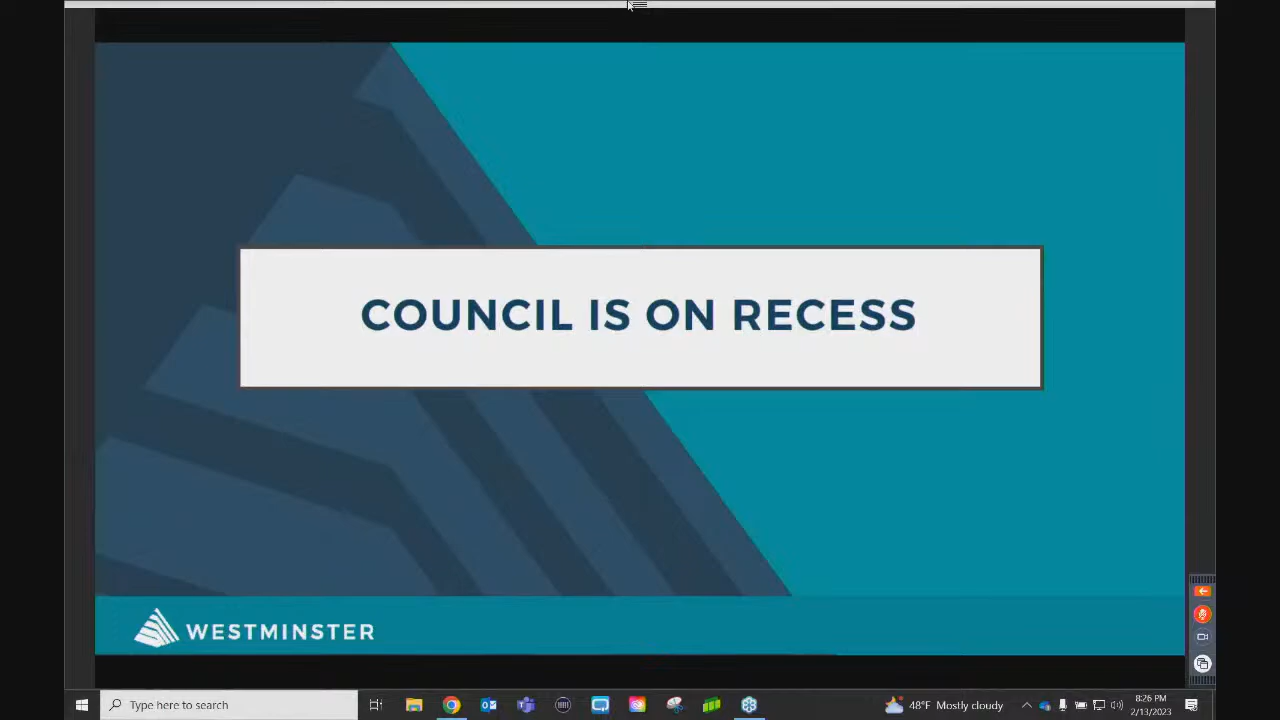 COUNCIL IS ON RECESS
WESTMINSTER
Type here to search
48°F Mostly cloudy
8:26 PM
2/13/2023